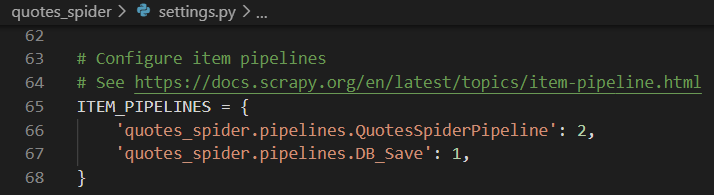 quotes_spider > settings.py > ...
62
63 # Configure item pipelines
64 # See https://docs.scrapy.org/en/latest/topics/item-pipeline.html
65 ITEM_PIPELINES = {
66     'quotes_spider.pipelines.QuotesSpiderPipeline': 2,
67     'quotes_spider.pipelines.DB_Save': 1,
68 }